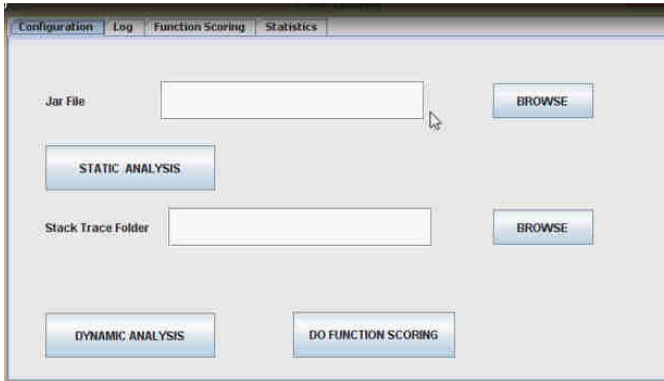 Configuration Log Function Scoring Statistics
Jar File BROWSE
STATIC ANALYSIS
Stack Trace Folder BROWSE
DYNAMIC ANALYSIS DO FUNCTION SCORING